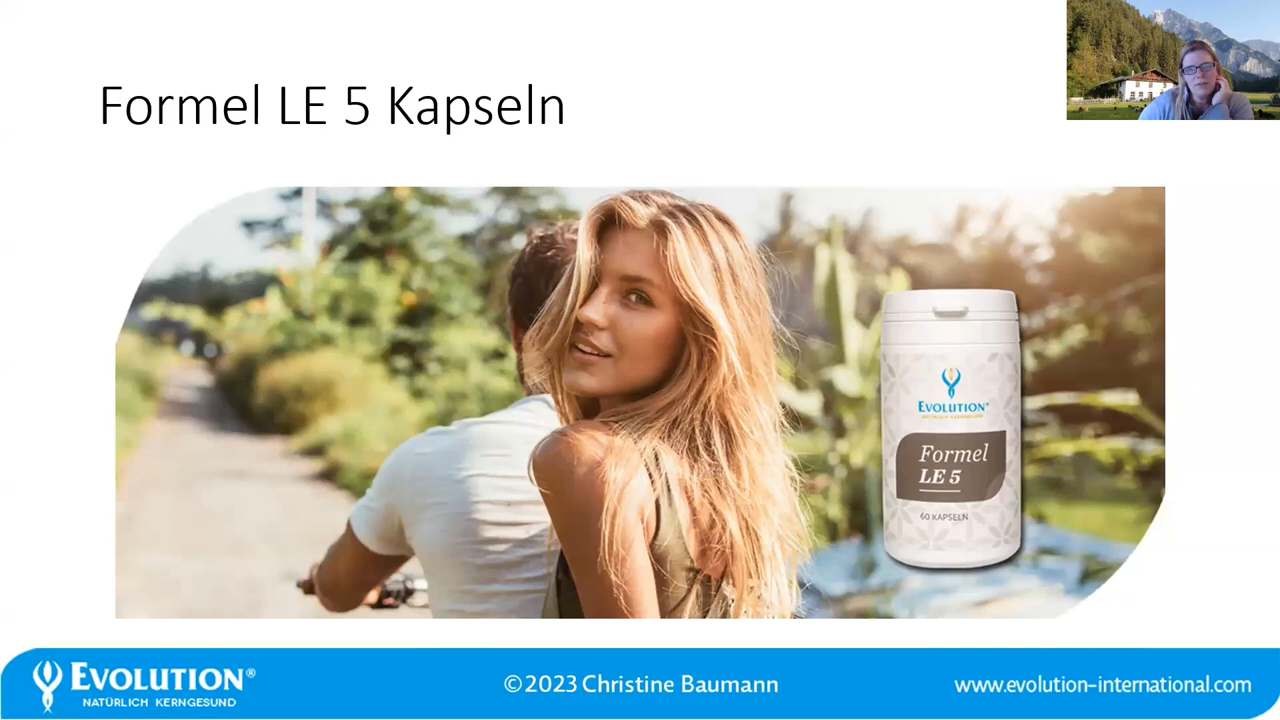 Formel LE 5 Kapseln
EVOLUTION®
Formel
LE 5
60 KAPSELN
EVOLUTION®
NATÜRLICH KERNGESUND
©2023 Christine Baumann
www.evolution-international.com